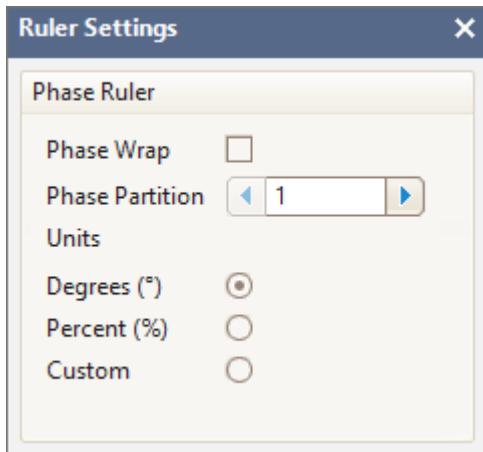 Ruler Settings
Phase Ruler
Phase Wrap
Phase Partition 1
Units
Degrees (°)
Percent (%)
Custom